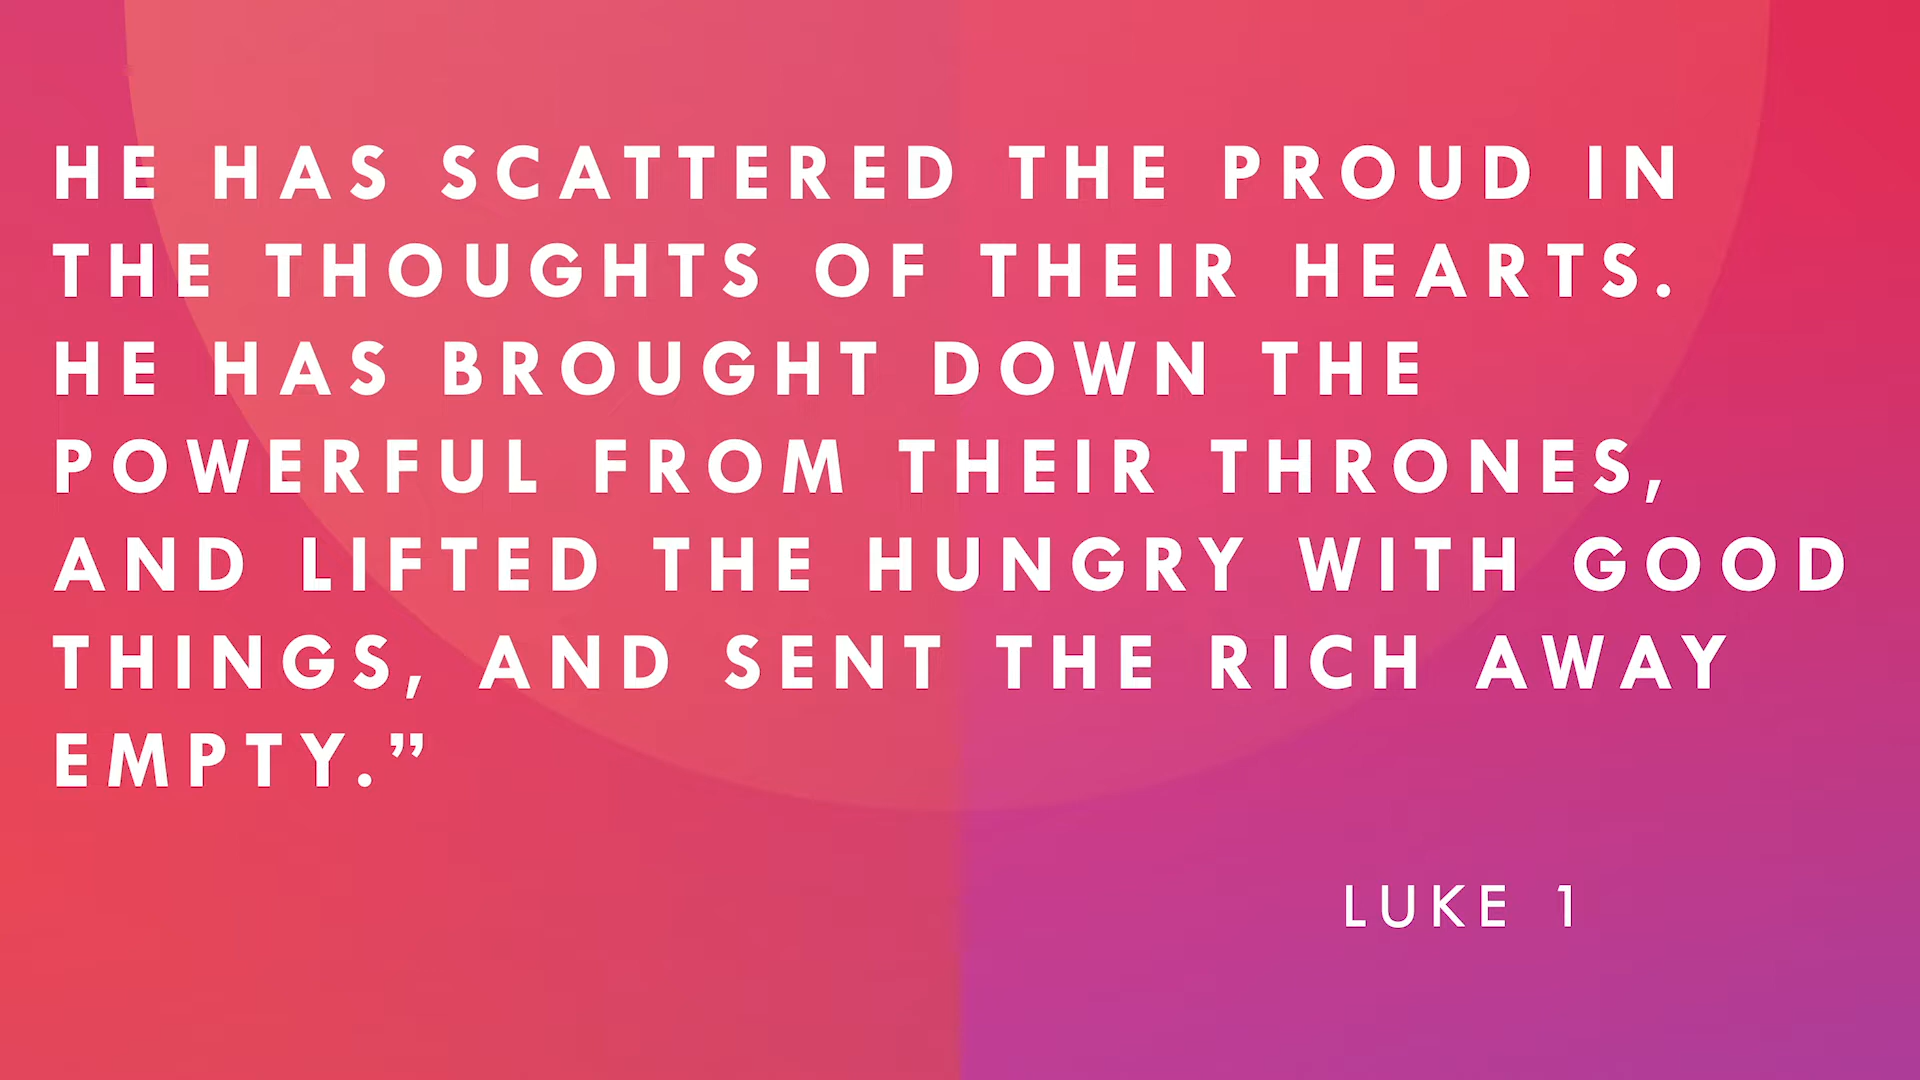 HE HAS SCATTERED THE PROUD IN
THE THOUGHTS OF THEIR HEARTS.
HE HAS BROUGHT DOWN THE
POWERFUL FROM THEIR THRONES,
AND LIFTED THE HUNGRY WITH GOOD
THINGS, AND SENT THE RICH AWAY
EMPTY.”
LUKE 1